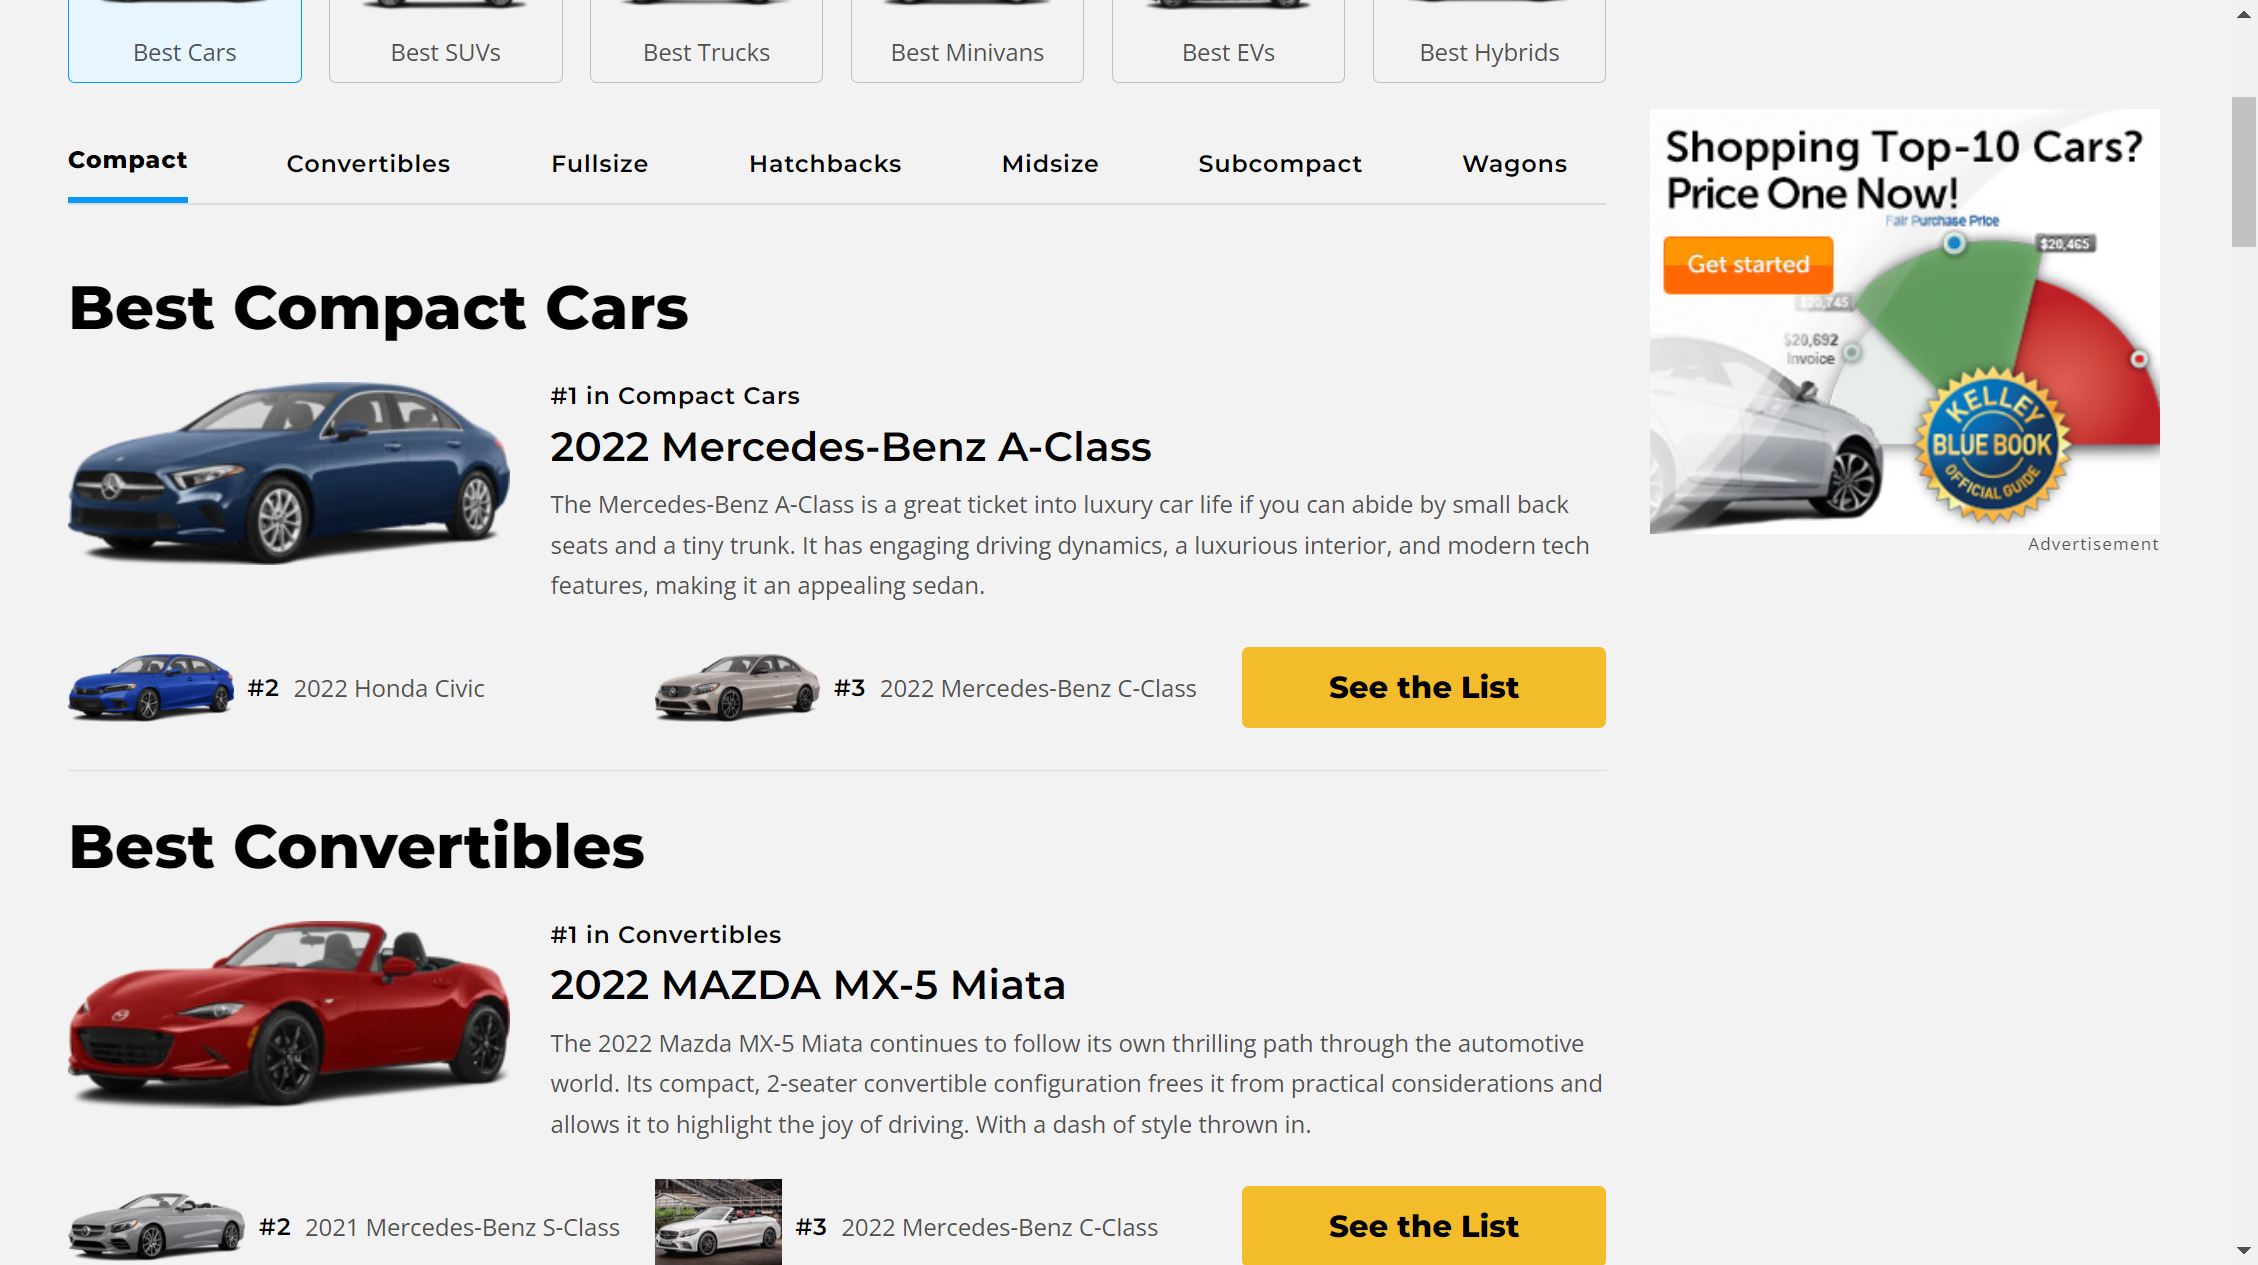 Best Cars
Best SUVs
Best Trucks
Best Minivans
Best EVs
Best Hybrids
Compact
Convertibles
Fullsize
Hatchbacks
Midsize
Subcompact
Wagons
Best Compact Cars
#1 in Compact Cars
2022 Mercedes-Benz A-Class
The Mercedes-Benz A-Class is a great ticket into luxury car life if you can abide by small back
seats and a tiny trunk. It has engaging driving dynamics, a luxurious interior, and modern tech
features, making it an appealing sedan.
#2 2022 Honda Civic
#3 2022 Mercedes-Benz C-Class
See the List
Best Convertibles
#1 in Convertibles
2022 MAZDA MX-5 Miata
The 2022 Mazda MX-5 Miata continues to follow its own thrilling path through the automotive
world. Its compact, 2-seater convertible configuration frees it from practical considerations and
allows it to highlight the joy of driving. With a dash of style thrown in.
#2 2021 Mercedes-Benz S-Class
#3 2022 Mercedes-Benz C-Class
See the List
Shopping Top-10 Cars?
Price One Now!
Fair Purchase Price
$20,465
Get started
$20,745
$20,692
Invoice
KELLEY
BLUE BOOK
OFFICIAL GUIDE
Advertisement